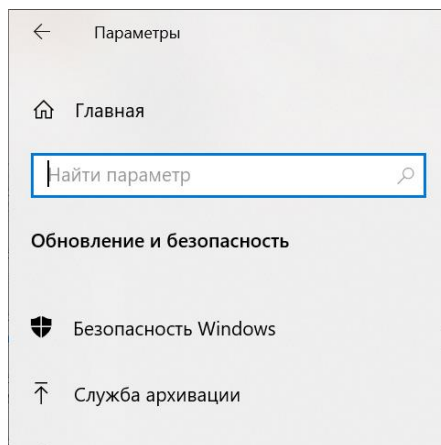 Параметры
Главная
Найти параметр
Обновление и безопасность
Безопасность Windows
Служба архивации